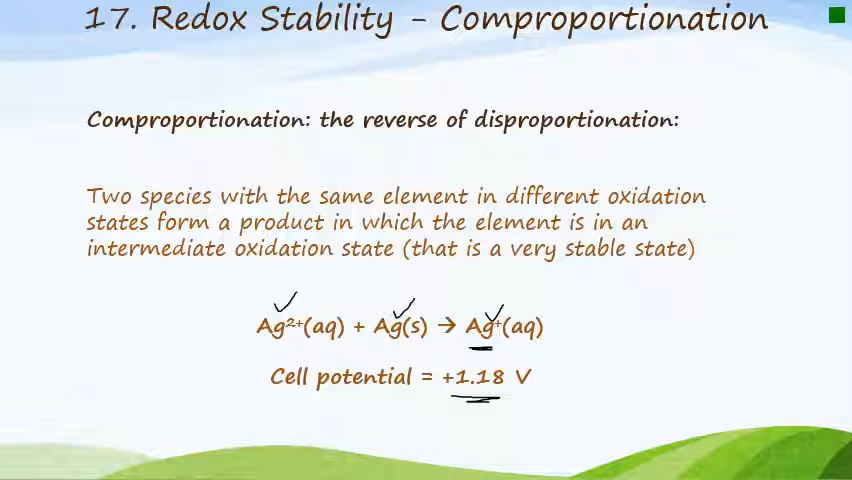 17. Redox Stability - Comproportionation
Comproportionation: the reverse of disproportionation:
Two species with the same element in different oxidation
states form a product in which the element is in an
intermediate oxidation state (that is a very stable state)
Ag²⁺(aq) + Ag(s) → Ag⁺(aq)
Cell potential = +1.18 V